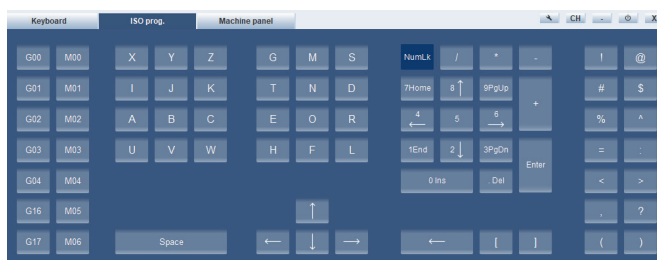 Keyboard ISO prog. Machine panel CH - X
G00 M00 X Y Z G M S NumLk / * - ! @
G01 M01 I J K T N D 7Home 8 ↑ 9PgUp + # $
G02 M02 A B C E O R 4 ← 5 6 → % ^
G03 M03 U V W H F L 1End 2 ↓ 3PgDn Enter = :
G04 M04 0 Ins . Del < >
G16 M05 ↑ , ?
G17 M06 Space ← ↓ → ← [ ] ( )